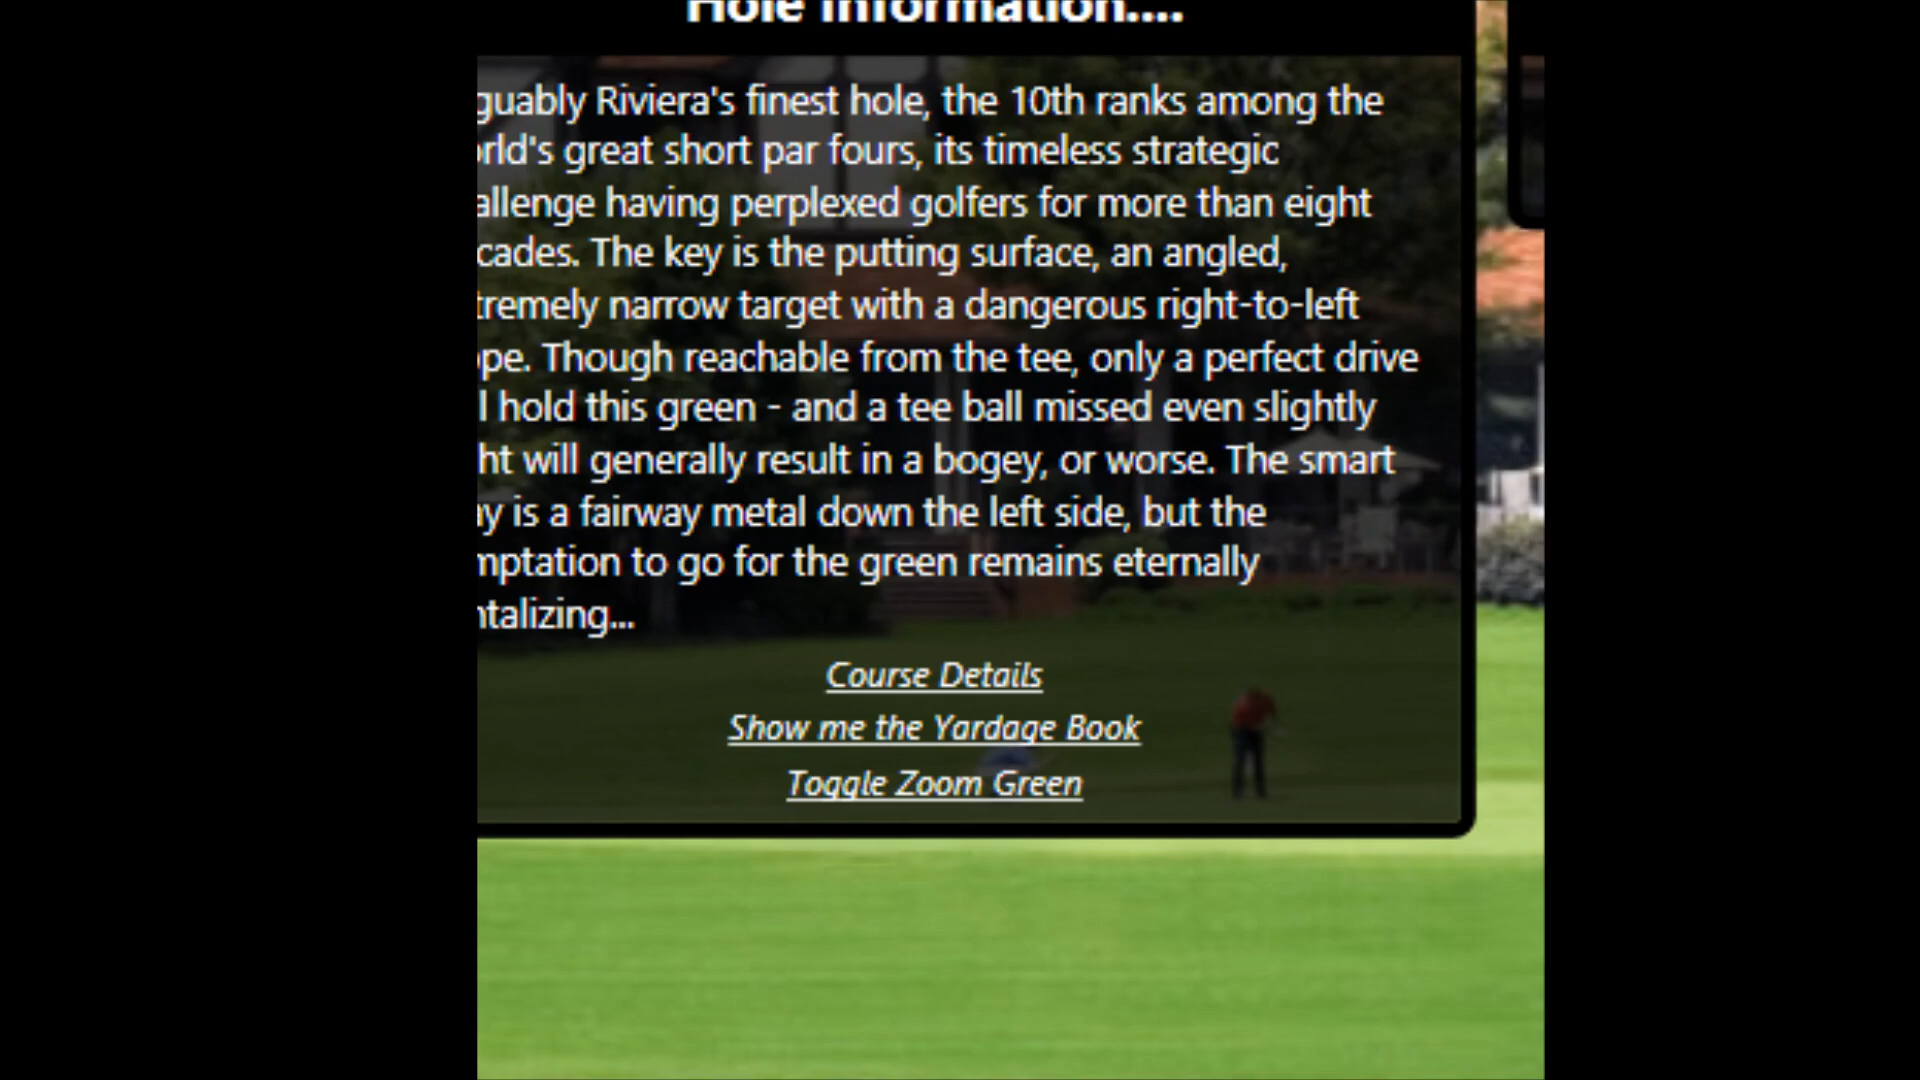 Hole Information....
guably Riviera's finest hole, the 10th ranks among the
rld's great short par fours, its timeless strategic
allenge having perplexed golfers for more than eight
cades. The key is the putting surface, an angled,
tremely narrow target with a dangerous right-to-left
ope. Though reachable from the tee, only a perfect drive
l hold this green - and a tee ball missed even slightly
ht will generally result in a bogey, or worse. The smart
ay is a fairway metal down the left side, but the
mptation to go for the green remains eternally
ntalizing...
Course Details
Show me the Yardage Book
Toggle Zoom Green